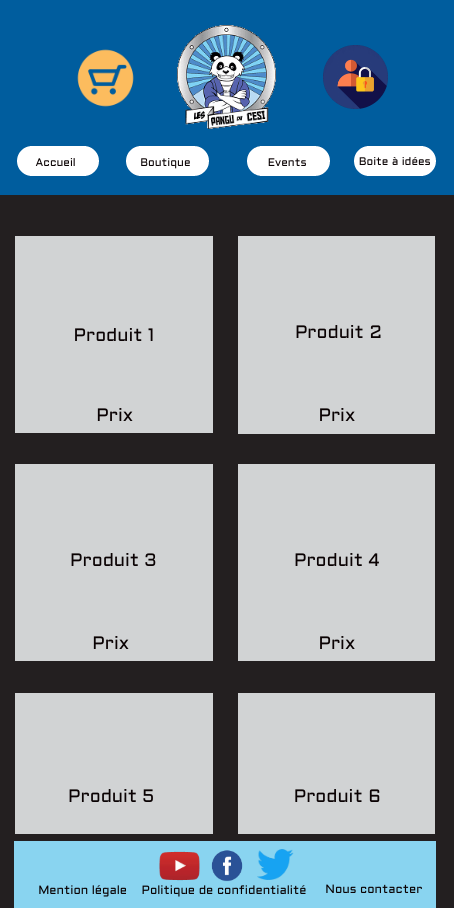 LES PANGU DU CESI
Accueil Boutique Events Boite à idées
Produit 1 Produit 2
Prix Prix
Produit 3 Produit 4
Prix Prix
Produit 5 Produit 6
Mention légale Politique de confidentialité Nous contacter